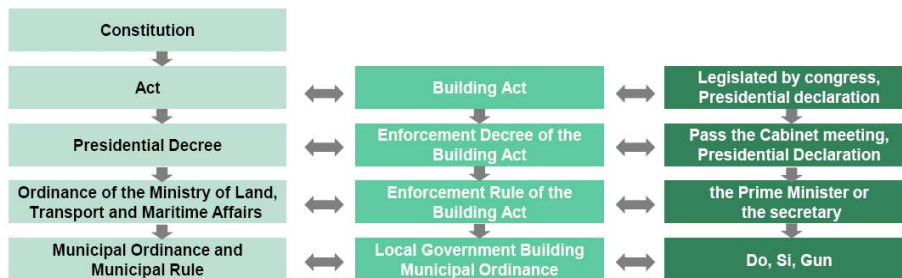 Constitution
Act
Building Act
Legislated by congress,
Presidential declaration
Presidential Decree
Enforcement Decree of the
Building Act
Pass the Cabinet meeting,
Presidential Declaration
Ordinance of the Ministry of Land,
Transport and Maritime Affairs
Enforcement Rule of the
Building Act
the Prime Minister or
the secretary
Municipal Ordinance and
Municipal Rule
Local Government Building
Municipal Ordinance
Do, Si, Gun